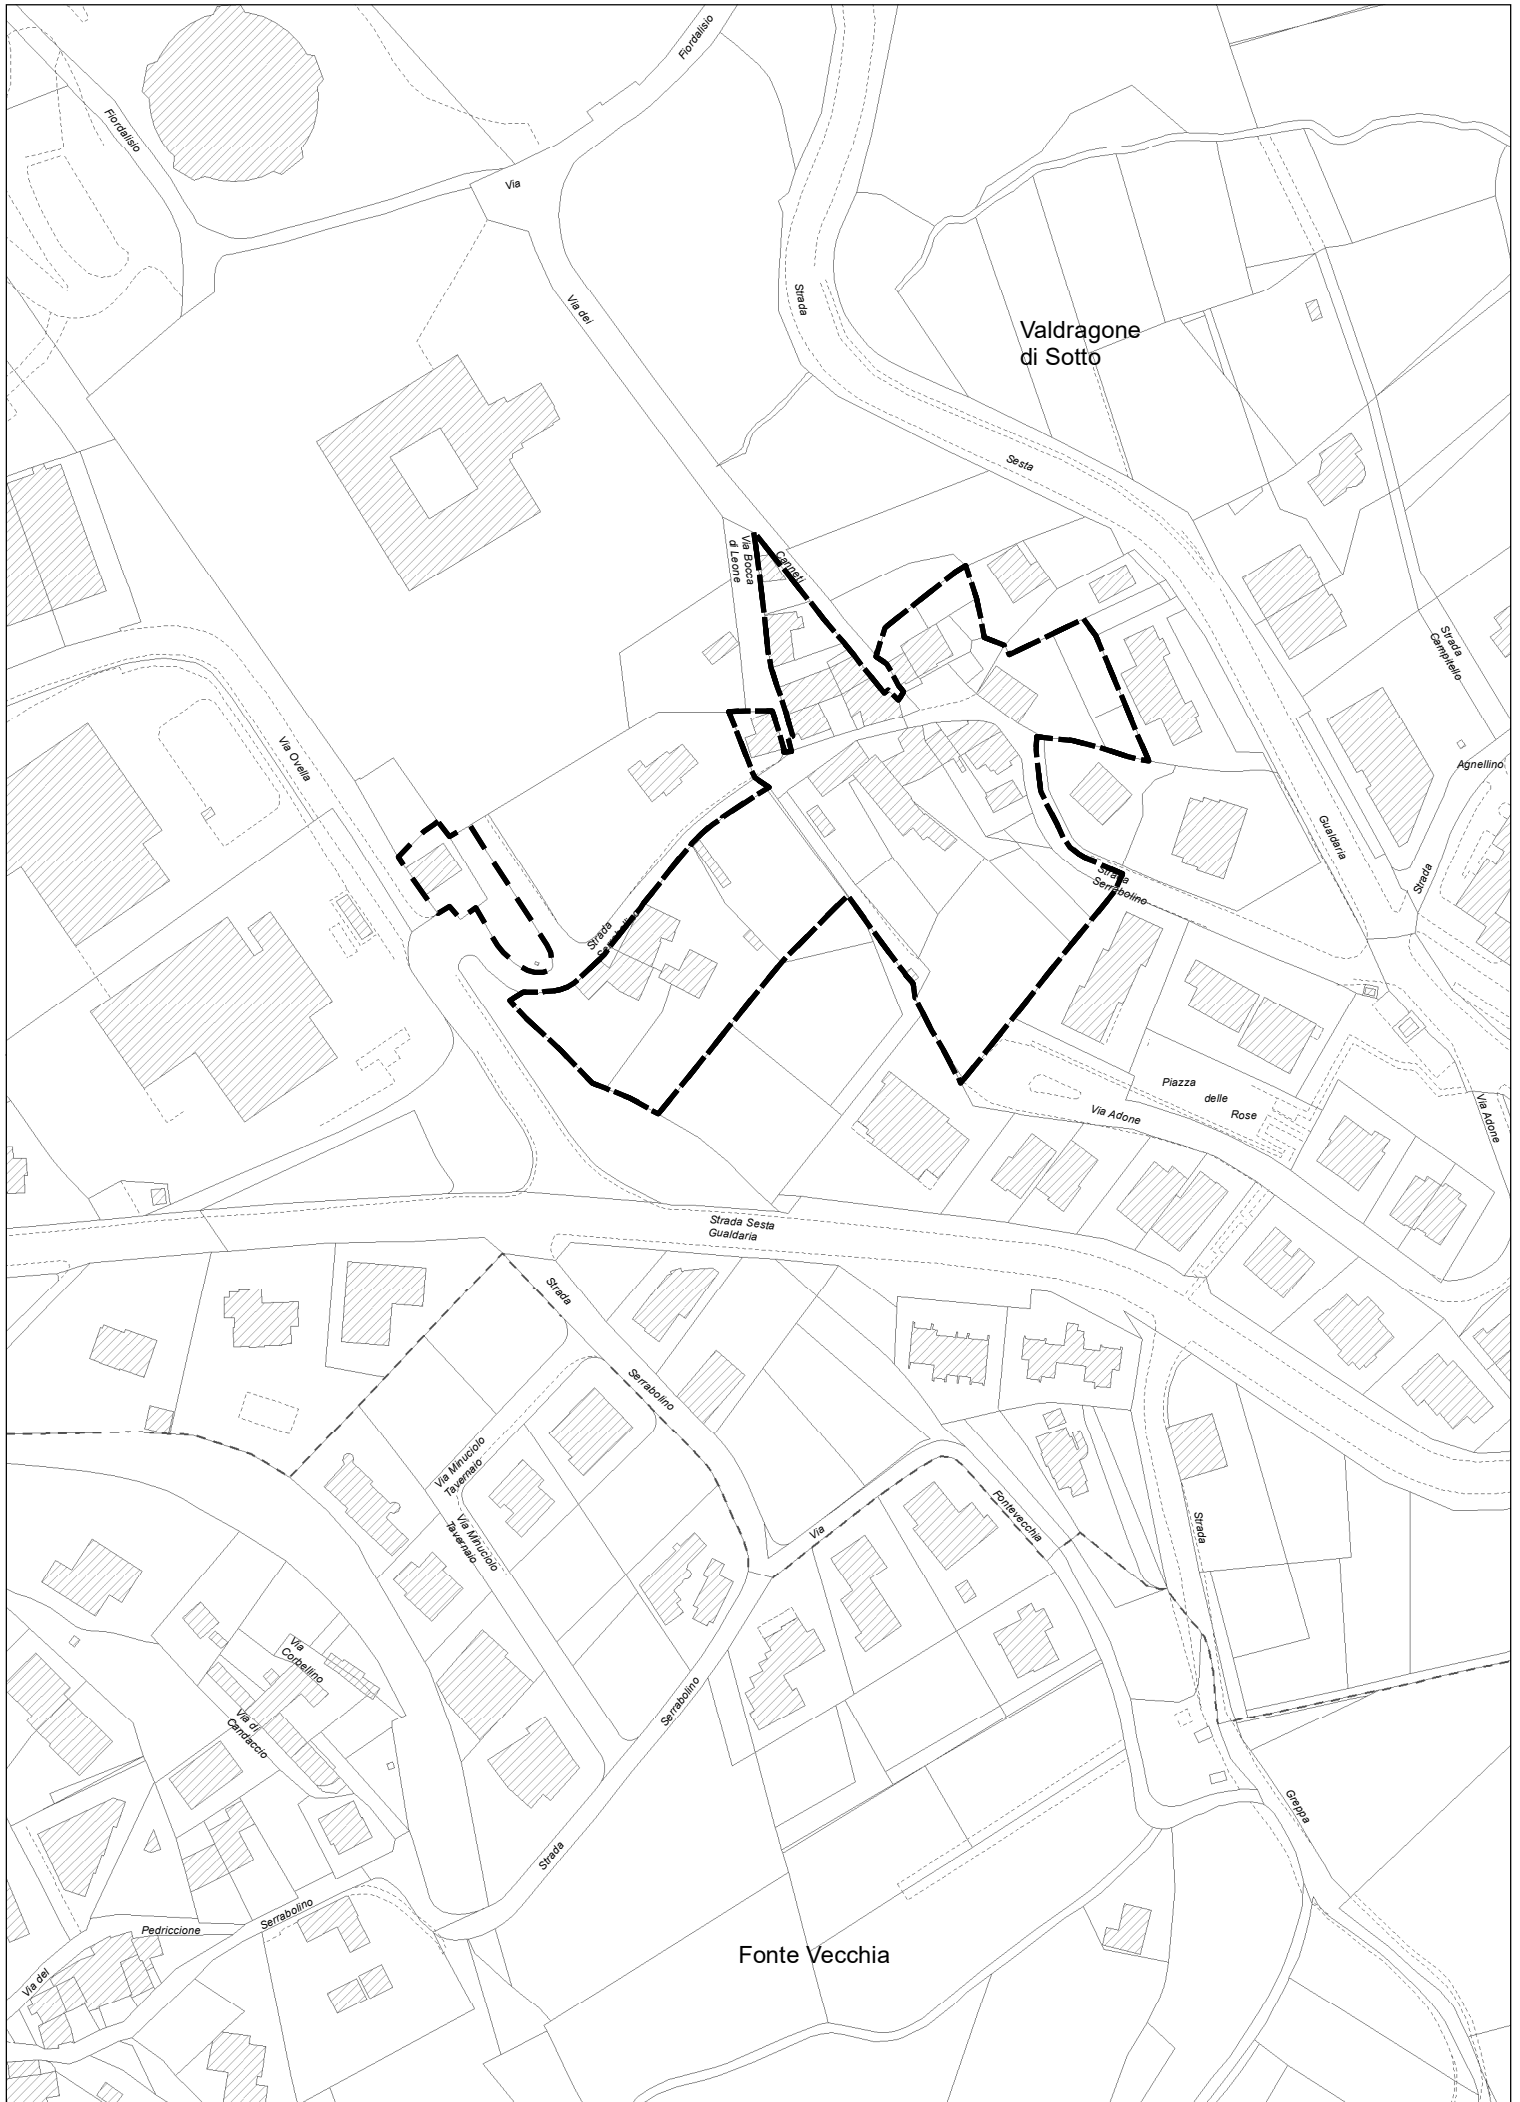 Fiordalisio
Fiordalisio
Via
Via dei
Strada
Valdragone
di Sotto
Sesta
Via Bocca
di Leone
Canneti
Strada
Campitello
Via Ovella
Agnellino
Gualdaria
Strada
Strada
Serrabolino
Strada
Piazza
delle
Rose
Via Adone
Via Adone
Strada Sesta
Gualdaria
Strada
Serrabolino
Via Minuciolo
Tavernaio
Via Minuciolo
Tavernaio
Via
Fontevecchia
Strada
Via
Corbellino
Via di
Candaccio
Serrabolino
Strada
Greppa
Serrabolino
Pedriccione
Via del
Fonte Vecchia